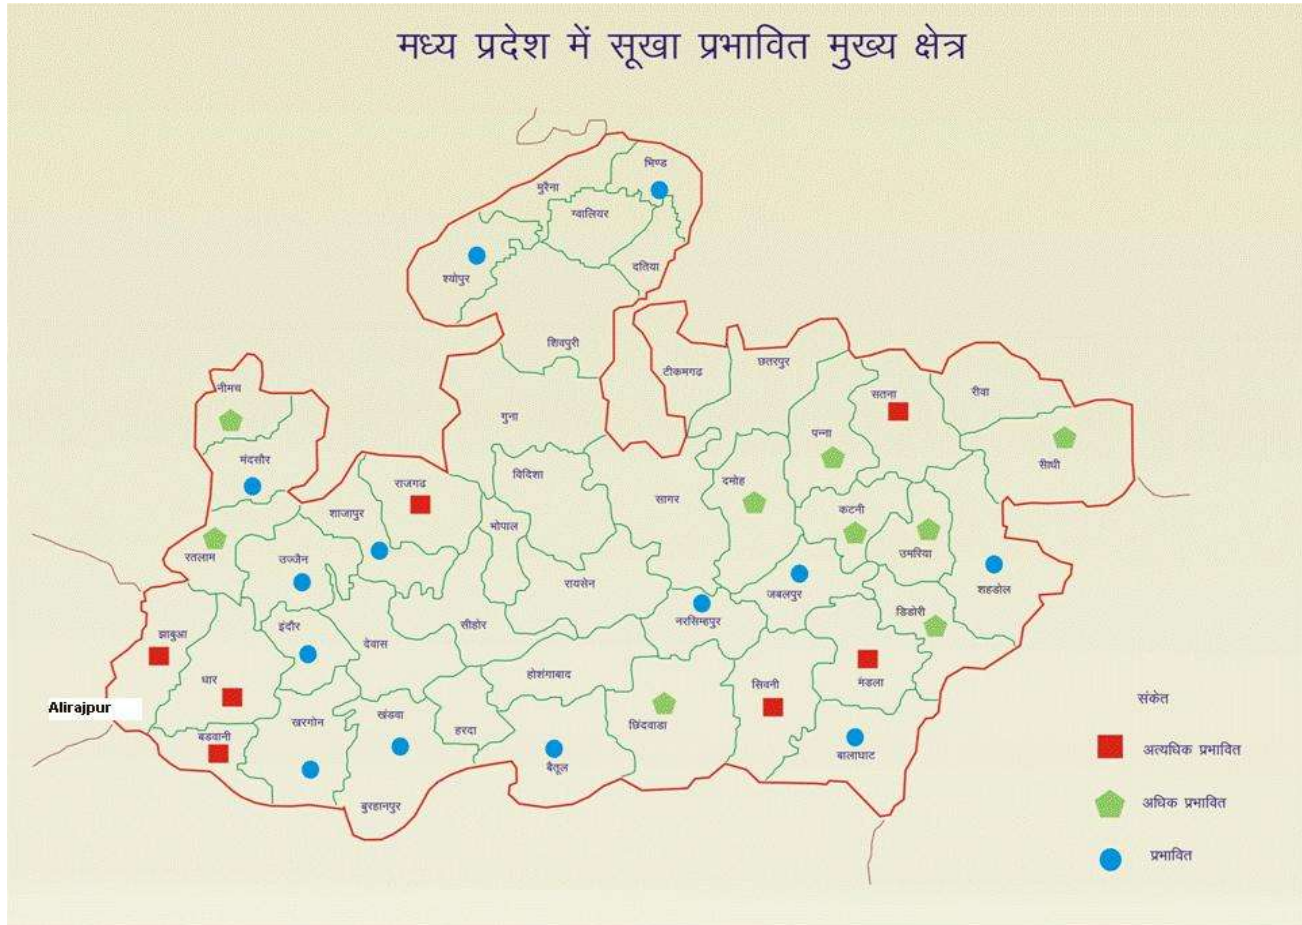 मध्य प्रदेश में सूखा प्रभावित मुख्य क्षेत्र
भिण्ड
मुरैना
ग्वालियर
दतिया
श्योपुर
शिवपुरी
टीकमगढ
छतरपुर
नीमच
सतना
रीवा
गुना
पन्ना
सीधी
मंदसौर
विदिशा
राजगढ
दमोह
सागर
कटनी
शाजापुर
भोपाल
रतलाम
उज्जैन
उमरिया
रायसेन
जबलपुर
शहडोल
डिडोरी
नरसिम्हपुर
इंदौर
सीहोर
झाबुआ
देवास
होशंगाबाद
धार
सिवनी
मंडला
Alirajpur
संकेत
खरगोन
खंडवा
छिंदवाडा
हरदा
बडवानी
अत्यधिक प्रभावित
बालाघाट
बैतूल
अधिक प्रभावित
बुरहानपुर
प्रभावित